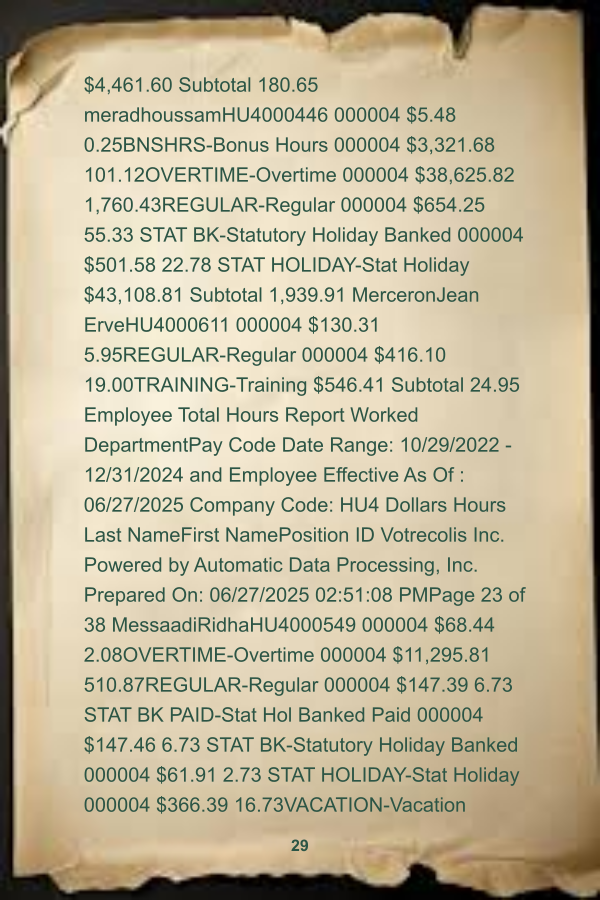 $4,461.60 Subtotal 180.65
meradhoussamHU4000446 000004 $5.48
0.25BNSHRS-Bonus Hours 000004 $3,321.68
101.12OVERTIME-Overtime 000004 $38,625.82
1,760.43REGULAR-Regular 000004 $654.25
55.33 STAT BK-Statutory Holiday Banked 000004
$501.58 22.78 STAT HOLIDAY-Stat Holiday
$43,108.81 Subtotal 1,939.91 MerceronJean
ErveHU4000611 000004 $130.31
5.95REGULAR-Regular 000004 $416.10
19.00TRAINING-Training $546.41 Subtotal 24.95
Employee Total Hours Report Worked
DepartmentPay Code Date Range: 10/29/2022 -
12/31/2024 and Employee Effective As Of :
06/27/2025 Company Code: HU4 Dollars Hours
Last NameFirst NamePosition ID Votrecolis Inc.
Powered by Automatic Data Processing, Inc.
Prepared On: 06/27/2025 02:51:08 PMPage 23 of
38 MessaadiRidhaHU4000549 000004 $68.44
2.08OVERTIME-Overtime 000004 $11,295.81
510.87REGULAR-Regular 000004 $147.39 6.73
STAT BK PAID-Stat Hol Banked Paid 000004
$147.46 6.73 STAT BK-Statutory Holiday Banked
000004 $61.91 2.73 STAT HOLIDAY-Stat Holiday
000004 $366.39 16.73VACATION-Vacation
29